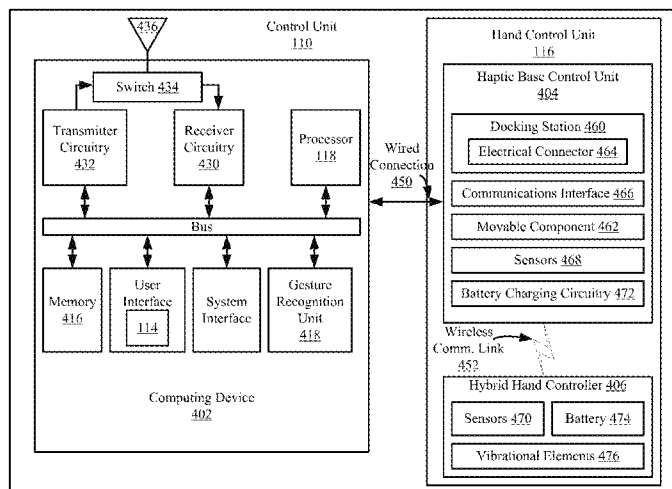 436
Control Unit
110
Switch 434
Transmitter
Circuitry
432
Receiver
Circuitry
430
Processor
118
Bus
Memory
416
User
Interface
114
System
Interface
Gesture
Recognition
Unit
418
Computing Device
402
Wired
Connection
450
Hand Control Unit
116
Haptic Base Control Unit
404
Docking Station 460
Electrical Connector 464
Communications Interface 466
Movable Component 462
Sensors 468
Battery Charging Circuitry 472
Wireless
Comm. Link
452
Hybrid Hand Controller 406
Sensors 470
Battery 474
Vibrational Elements 476